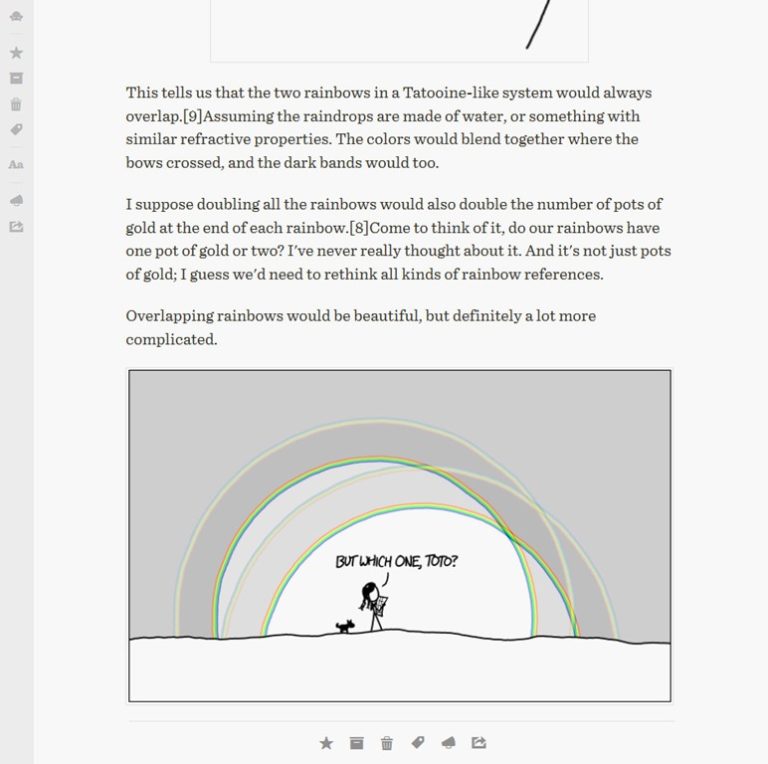 Aa
This tells us that the two rainbows in a Tatooine-like system would always
overlap.[9]Assuming the raindrops are made of water, or something with
similar refractive properties. The colors would blend together where the
bows crossed, and the dark bands would too.
I suppose doubling all the rainbows would also double the number of pots of
gold at the end of each rainbow.[8]Come to think of it, do our rainbows have
one pot of gold or two? I've never really thought about it. And it's not just pots
of gold; I guess we'd need to rethink all kinds of rainbow references.
Overlapping rainbows would be beautiful, but definitely a lot more
complicated.
BUT WHICH ONE, TOTO?